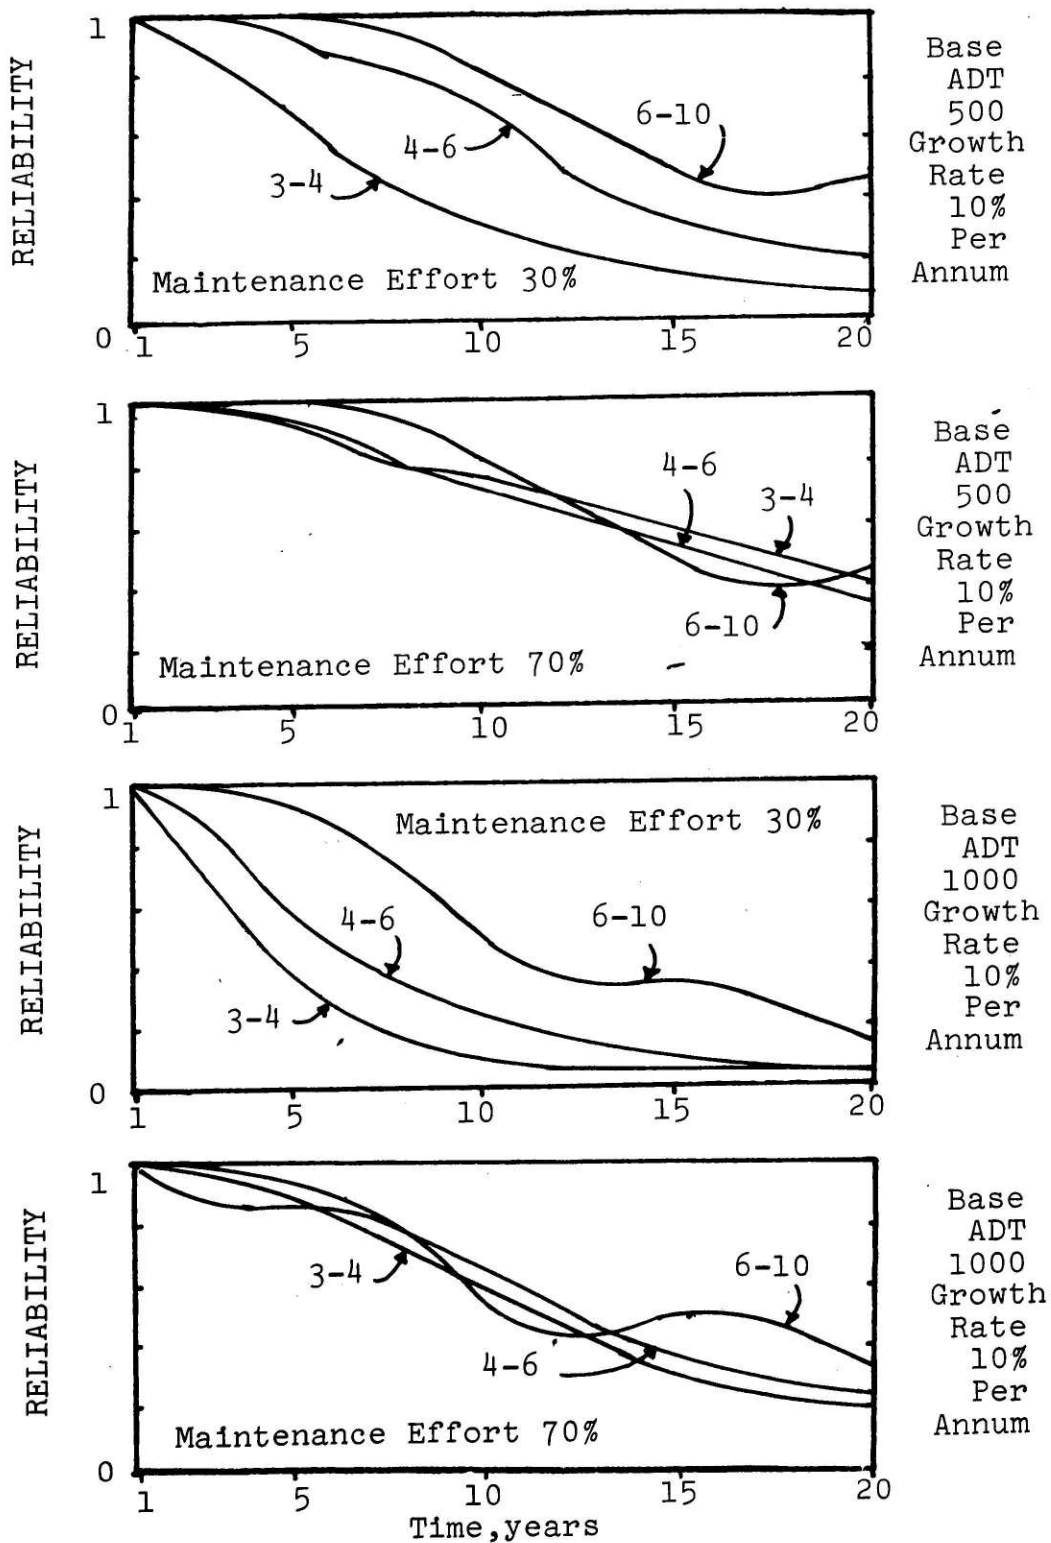 RELIABILITY
1
0
3-4
4-6
6-10
Maintenance Effort 30%
1
5
10
15
20
Base
ADT
500
Growth
Rate
10%
Per
Annum
RELIABILITY
1
0
4-6
3-4
6-10
Maintenance Effort 70%
1
5
10
15
20
Base
ADT
500
Growth
Rate
10%
Per
Annum
RELIABILITY
1
0
Maintenance Effort 30%
4-6
6-10
3-4
1
5
10
15
20
Base
ADT
1000
Growth
Rate
10%
Per
Annum
RELIABILITY
1
0
3-4
6-10
4-6
Maintenance Effort 70%
1
5
10
15
20
Time,years
Base
ADT
1000
Growth
Rate
10%
Per
Annum